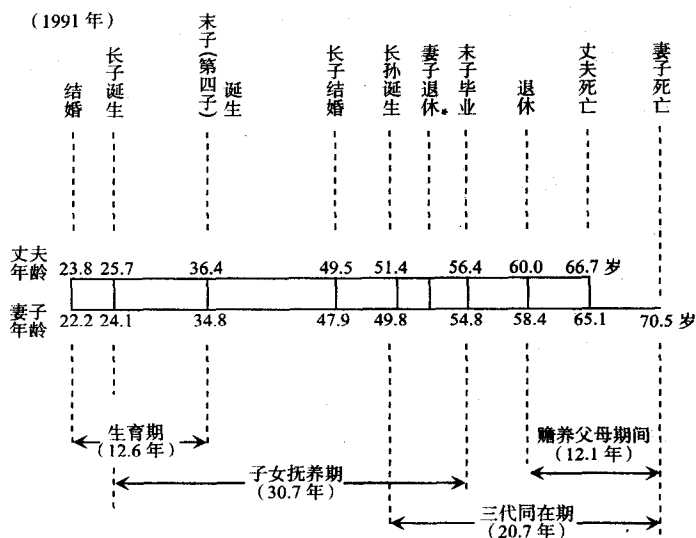 (1991年)
结婚
长子诞生
末子(第四子)诞生
长子结婚
长孙诞生
妻子退休*
末子毕业
退休
丈夫死亡
妻子死亡
丈夫年龄 23.8 25.7 36.4 49.5 51.4 56.4 60.0 66.7 岁
妻子年龄 22.2 24.1 34.8 47.9 49.8 54.8 58.4 65.1 70.5 岁
生育期
(12.6 年)
赡养父母期间
(12.1 年)
子女抚养期
(30.7 年)
三代同在期
(20.7 年)